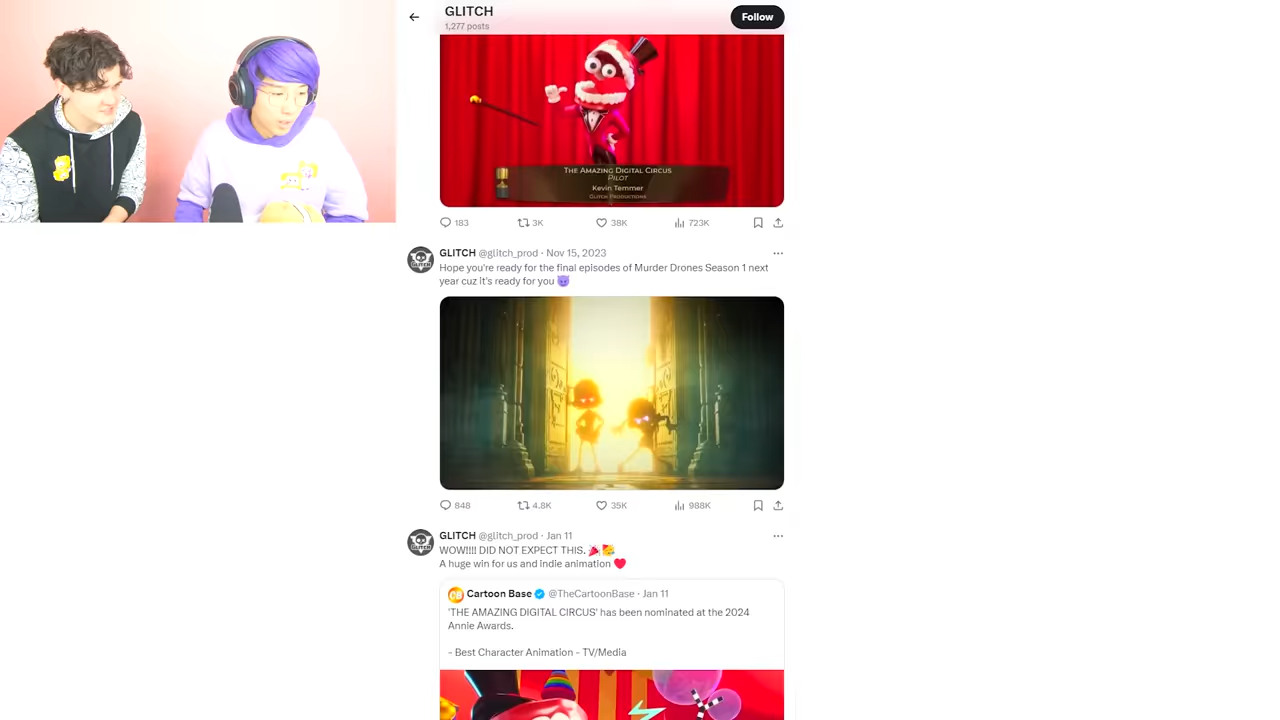 GLITCH
1,277 posts
Follow
THE AMAZING DIGITAL CIRCUS
PILOT
Kevin Temmer
GLITCH PRODUCTIONS
183 3K 38K 723K
GLITCH @glitch_prod · Nov 15, 2023
Hope you're ready for the final episodes of Murder Drones Season 1 next
year cuz it's ready for you 😈
848 4.8K 35K 988K
GLITCH @glitch_prod · Jan 11
WOW!!!! DID NOT EXPECT THIS. 🎉🥳
A huge win for us and indie animation ❤️
Cartoon Base @TheCartoonBase · Jan 11
'THE AMAZING DIGITAL CIRCUS' has been nominated at the 2024
Annie Awards.
- Best Character Animation - TV/Media